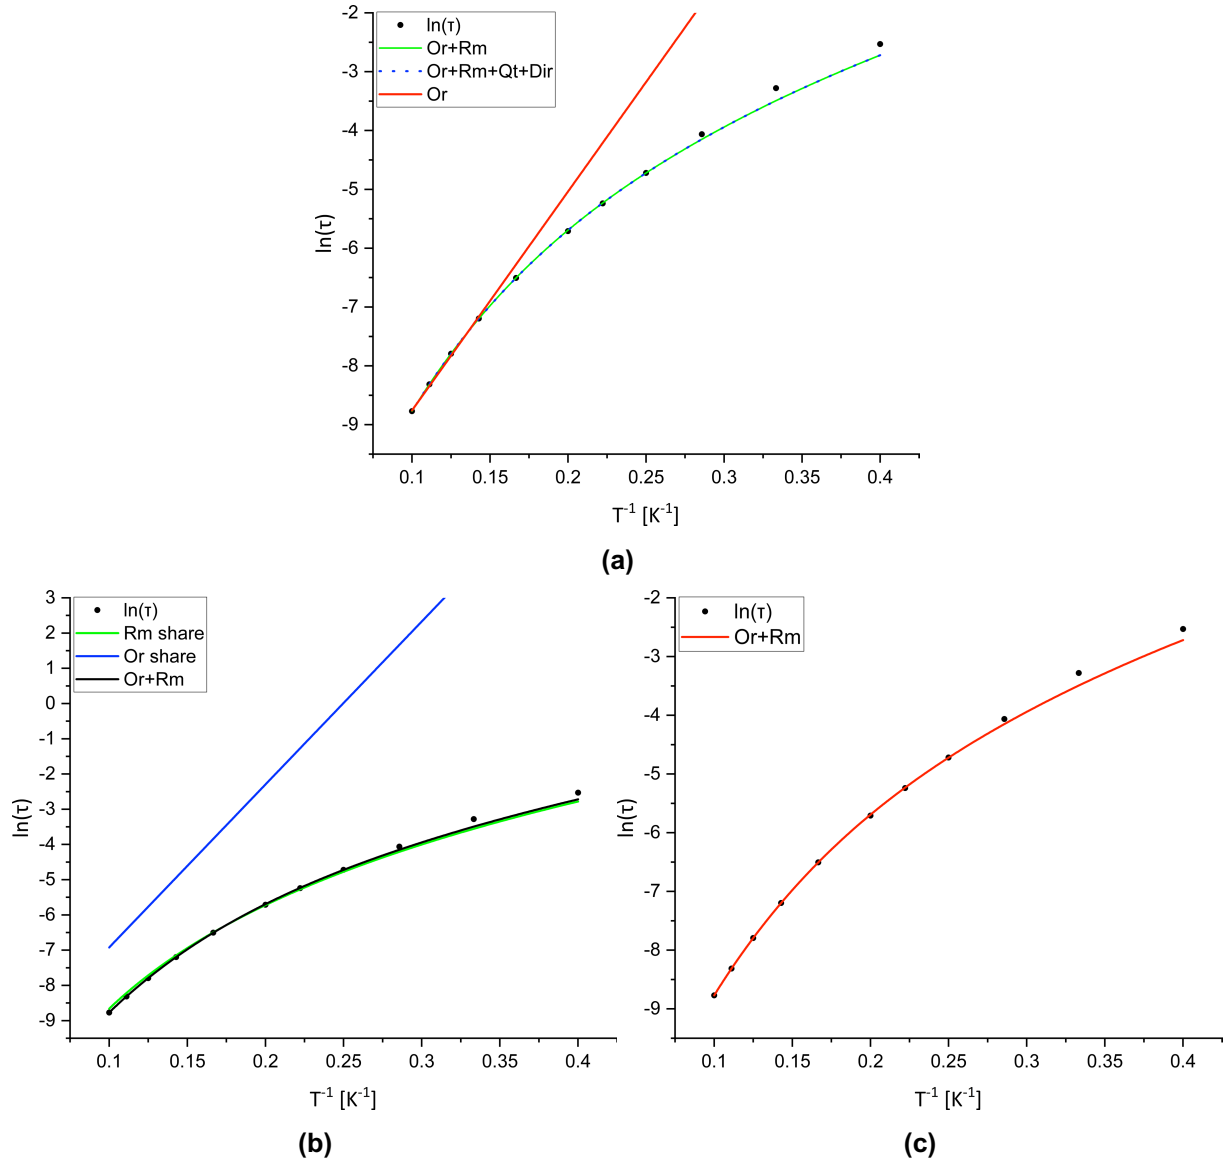 -2
-3
-4
-5
-6
-7
-8
-9
ln(τ)
ln(τ)
Or+Rm
Or+Rm+Qt+Dir
Or
0.1 0.15 0.2 0.25 0.3 0.35 0.4
T⁻¹ [K⁻¹]
(a)
3
2
1
0
-1
-2
-3
-4
-5
-6
-7
-8
-9
ln(τ)
ln(τ)
Rm share
Or share
Or+Rm
0.1 0.15 0.2 0.25 0.3 0.35 0.4
T⁻¹ [K⁻¹]
(b)
-2
-3
-4
-5
-6
-7
-8
-9
ln(τ)
ln(τ)
Or+Rm
0.1 0.15 0.2 0.25 0.3 0.35 0.4
T⁻¹ [K⁻¹]
(c)